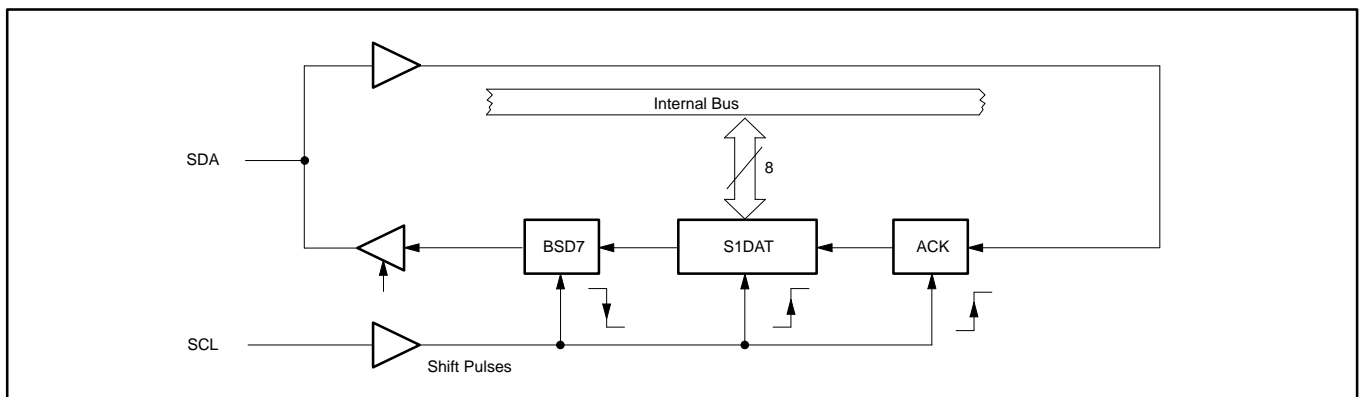 Internal Bus
SDA
8
BSD7
S1DAT
ACK
SCL
Shift Pulses